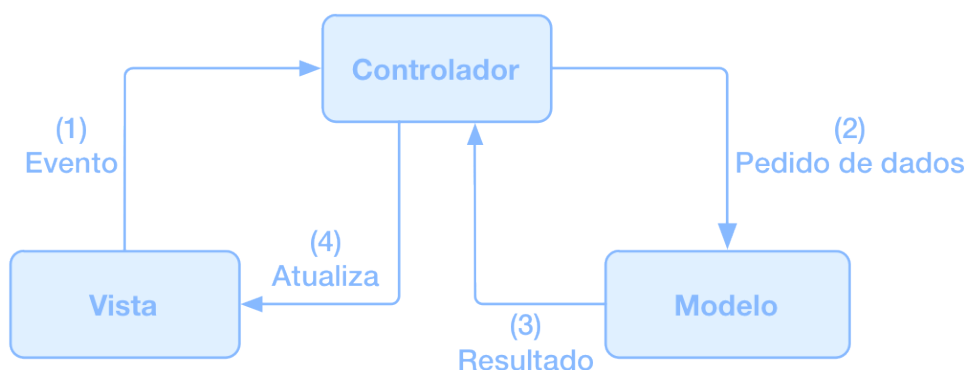 Controlador
(1)
Evento
(2)
Pedido de dados
(4)
Atualiza
Vista
Modelo
(3)
Resultado